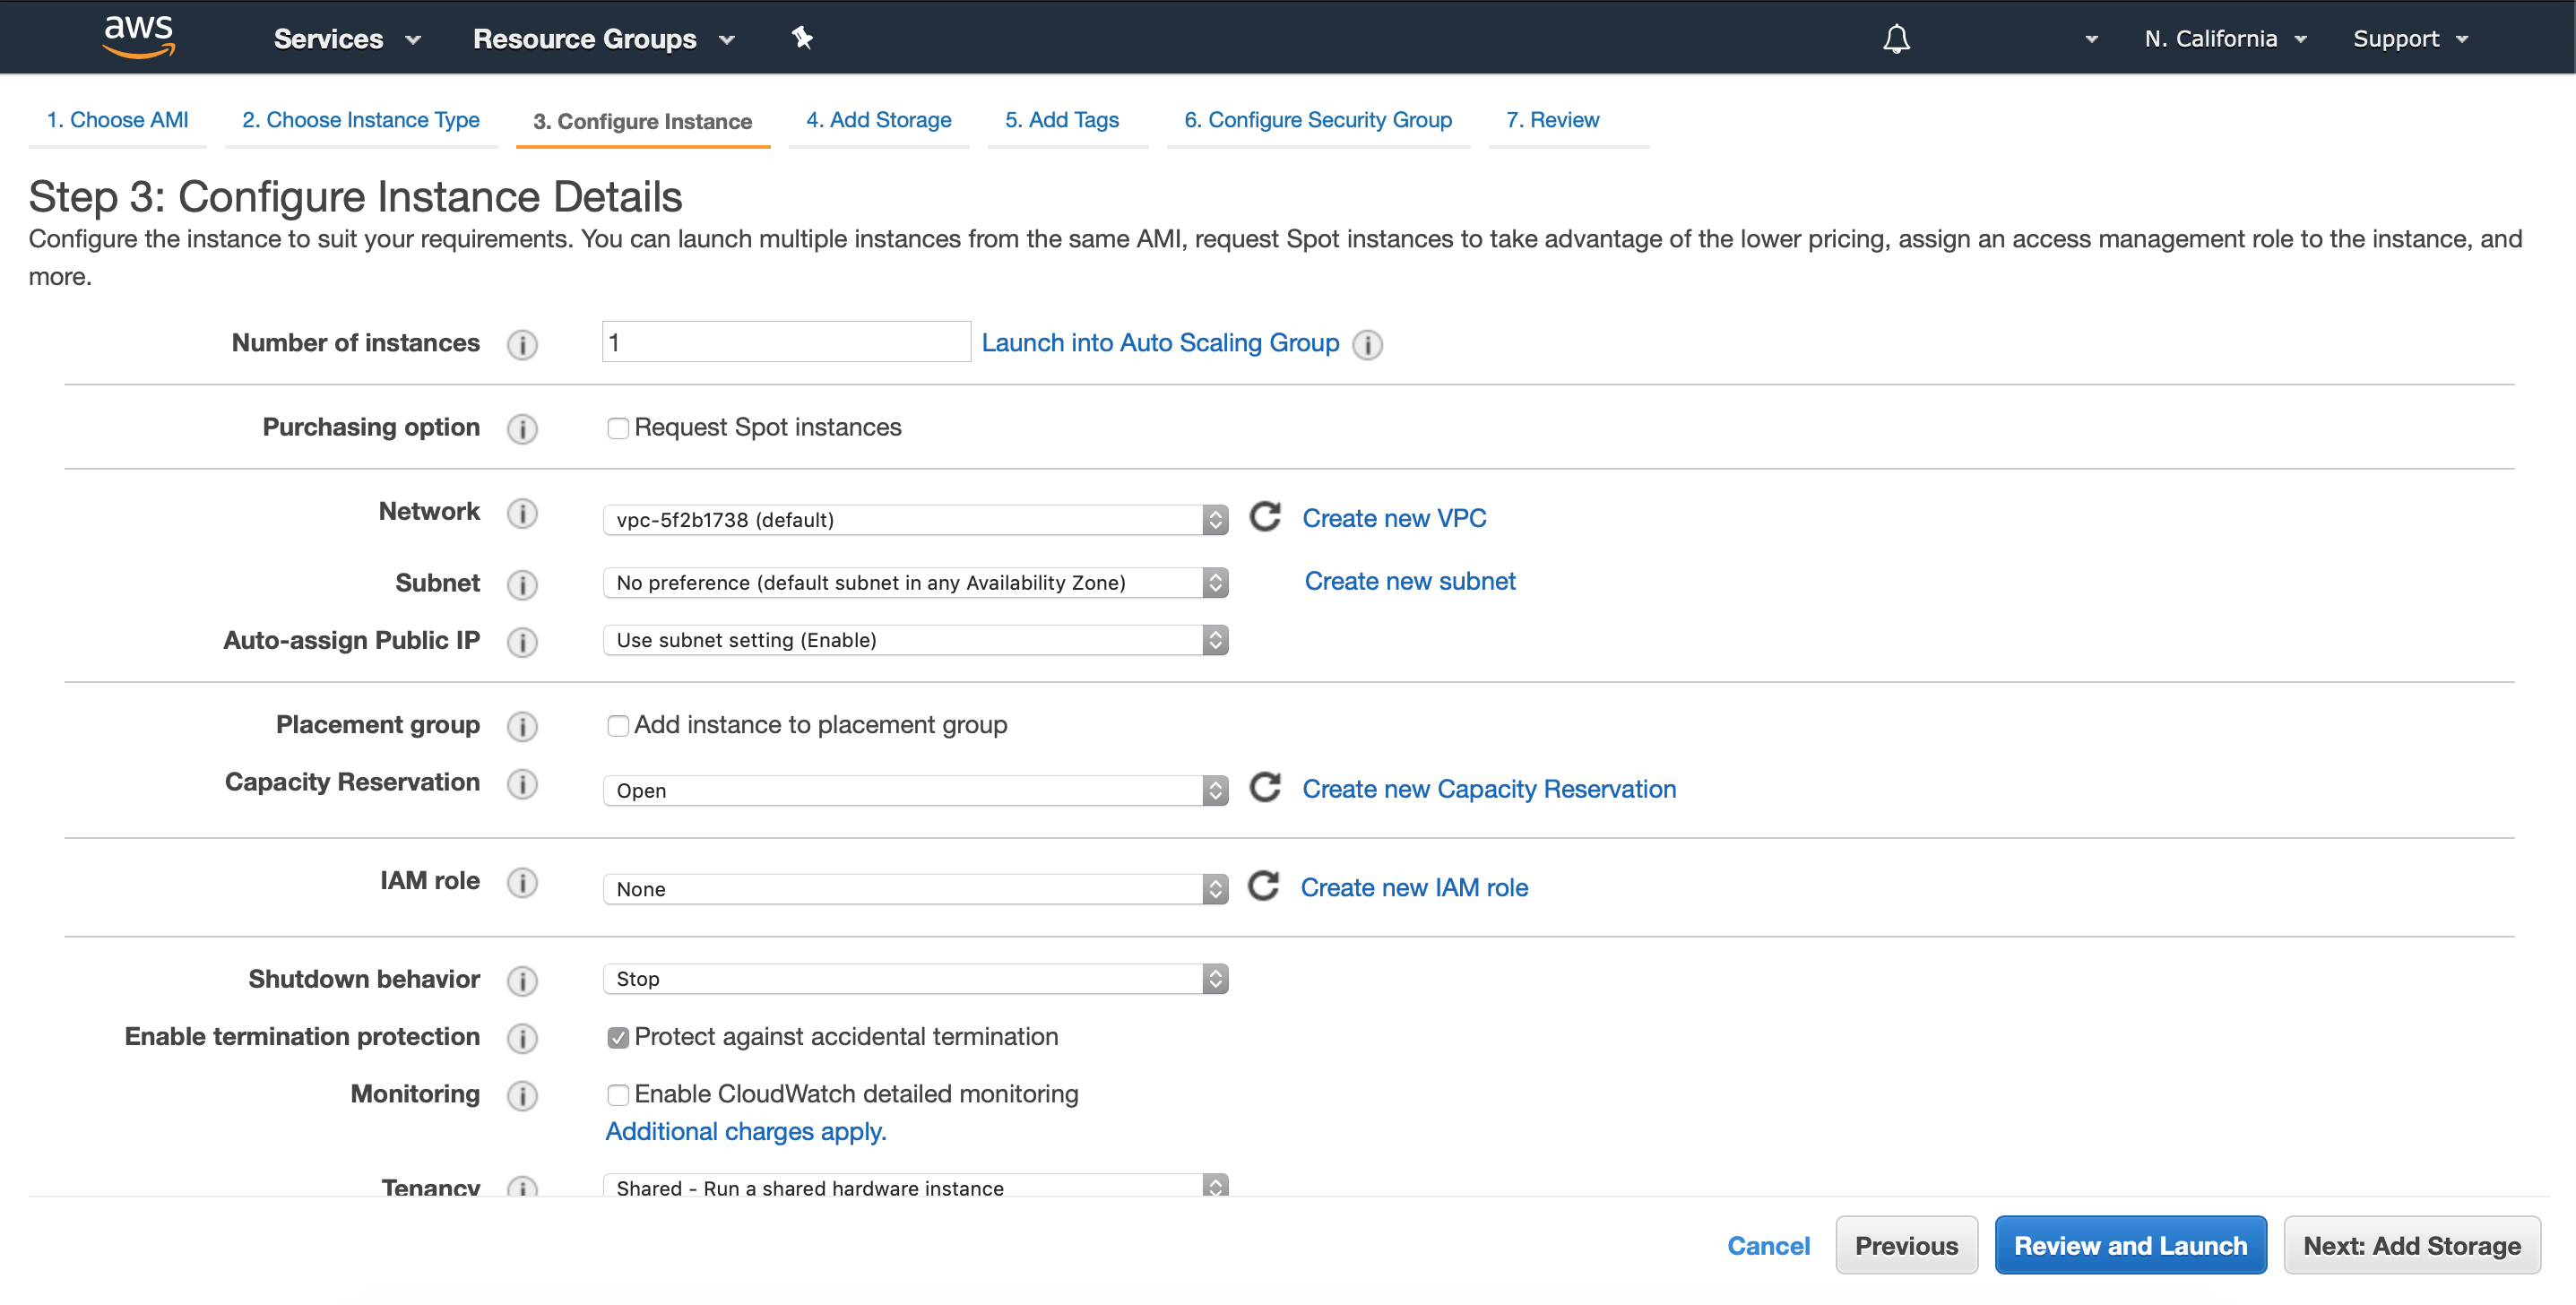 aws Services Resource Groups N. California Support
1. Choose AMI 2. Choose Instance Type 3. Configure Instance 4. Add Storage 5. Add Tags 6. Configure Security Group 7. Review
Step 3: Configure Instance Details
Configure the instance to suit your requirements. You can launch multiple instances from the same AMI, request Spot instances to take advantage of the lower pricing, assign an access management role to the instance, and
more.
Number of instances i 1 Launch into Auto Scaling Group i
Purchasing option i Request Spot instances
Network i vpc-5f2b1738 (default) Create new VPC
Subnet i No preference (default subnet in any Availability Zone) Create new subnet
Auto-assign Public IP i Use subnet setting (Enable)
Placement group i Add instance to placement group
Capacity Reservation i Open Create new Capacity Reservation
IAM role i None Create new IAM role
Shutdown behavior i Stop
Enable termination protection i Protect against accidental termination
Monitoring i Enable CloudWatch detailed monitoring
Additional charges apply.
Tenancy i Shared - Run a shared hardware instance
Cancel Previous Review and Launch Next: Add Storage